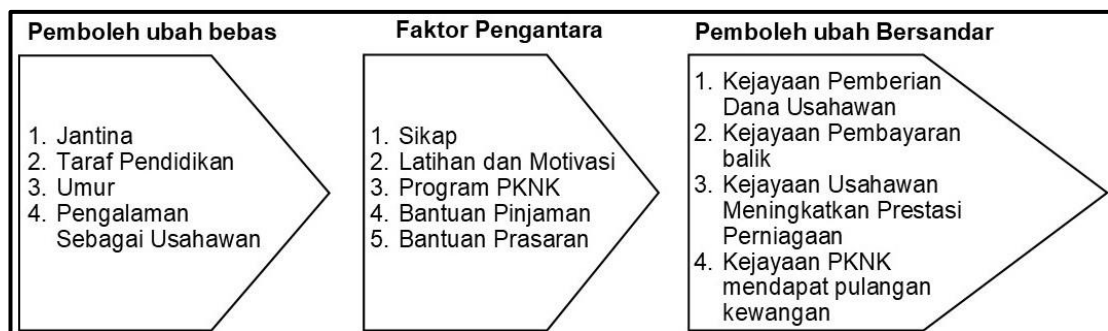 Pemboleh ubah bebas
1. Jantina
2. Taraf Pendidikan
3. Umur
4. Pengalaman
Sebagai Usahawan
Faktor Pengantara
1. Sikap
2. Latihan dan Motivasi
3. Program PKNK
4. Bantuan Pinjaman
5. Bantuan Prasaran
Pemboleh ubah Bersandar
1. Kejayaan Pemberian
Dana Usahawan
2. Kejayaan Pembayaran
balik
3. Kejayaan Usahawan
Meningkatkan Prestasi
Perniagaan
4. Kejayaan PKNK
mendapat pulangan
kewangan